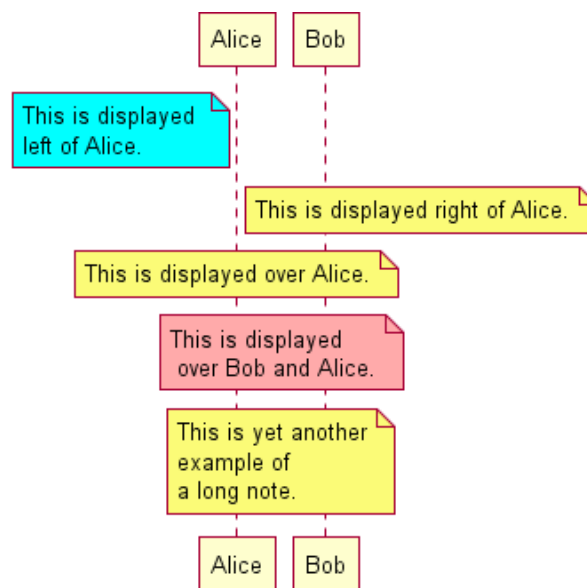 Alice Bob
This is displayed
left of Alice.
This is displayed right of Alice.
This is displayed over Alice.
This is displayed
over Bob and Alice.
This is yet another
example of
a long note.
Alice Bob